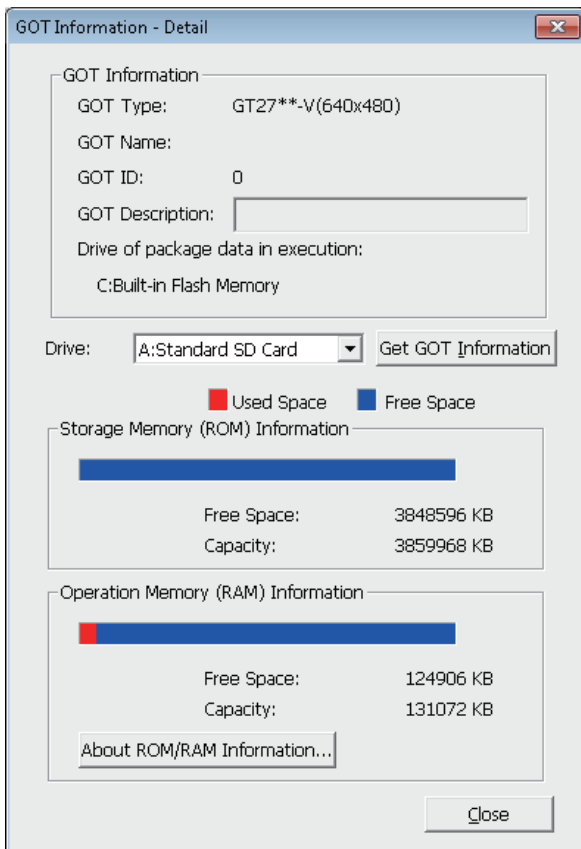 GOT Information - Detail
GOT Information
GOT Type: GT27**-V(640x480)
GOT Name:
GOT ID: 0
GOT Description:
Drive of package data in execution:
C:Built-in Flash Memory
Drive: A:Standard SD Card Get GOT Information
Used Space Free Space
Storage Memory (ROM) Information
Free Space: 3848596 KB
Capacity: 3859968 KB
Operation Memory (RAM) Information
Free Space: 124906 KB
Capacity: 131072 KB
About ROM/RAM Information...
Close